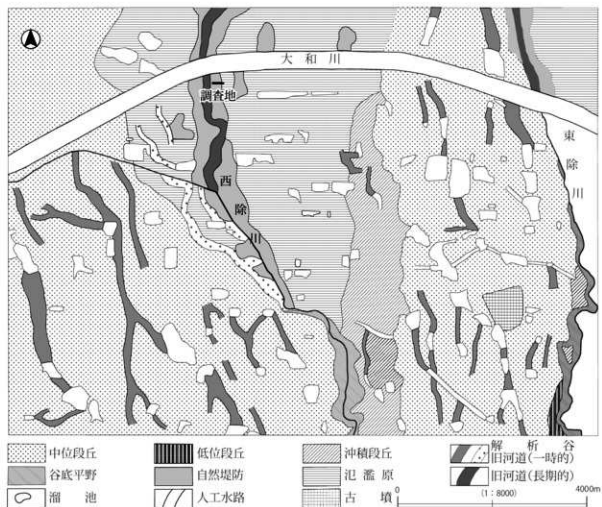 大和川
調査地
西除川
東除川
中位段丘
低位段丘
沖積段丘
解析谷
旧河道(一時的)
谷底平野
自然堤防
氾濫原
旧河道(長期的)
溜池
人工水路
古墳
0
(1:8000)
4000m